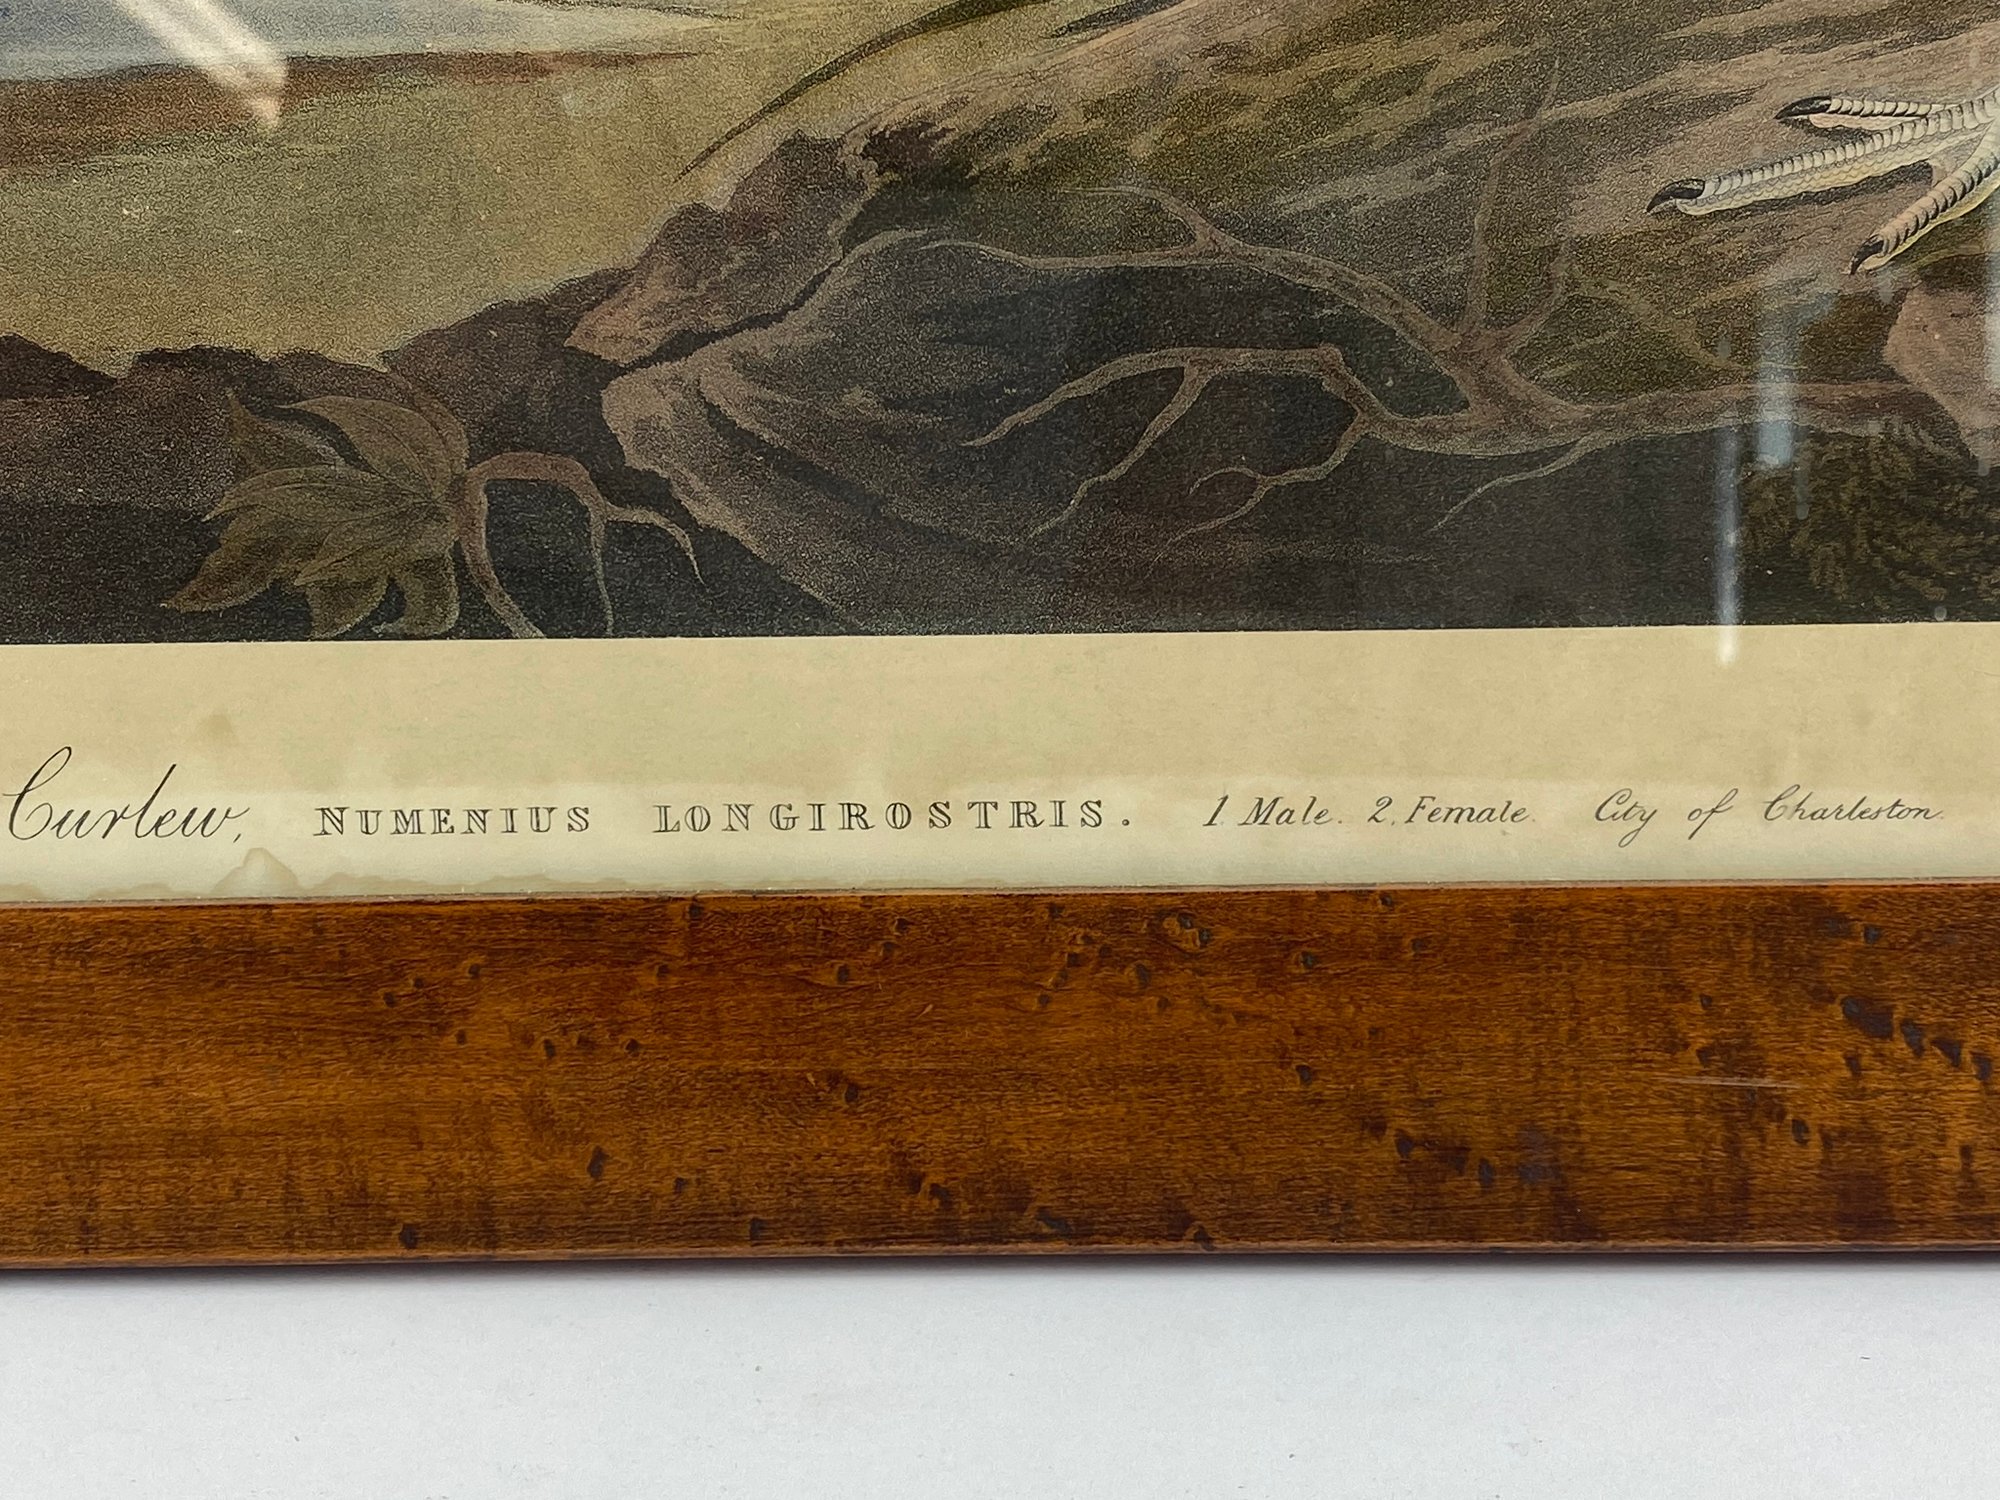 Curlew, NUMENIUS LONGIROSTRIS. 1. Male. 2. Female. City of Charleston.